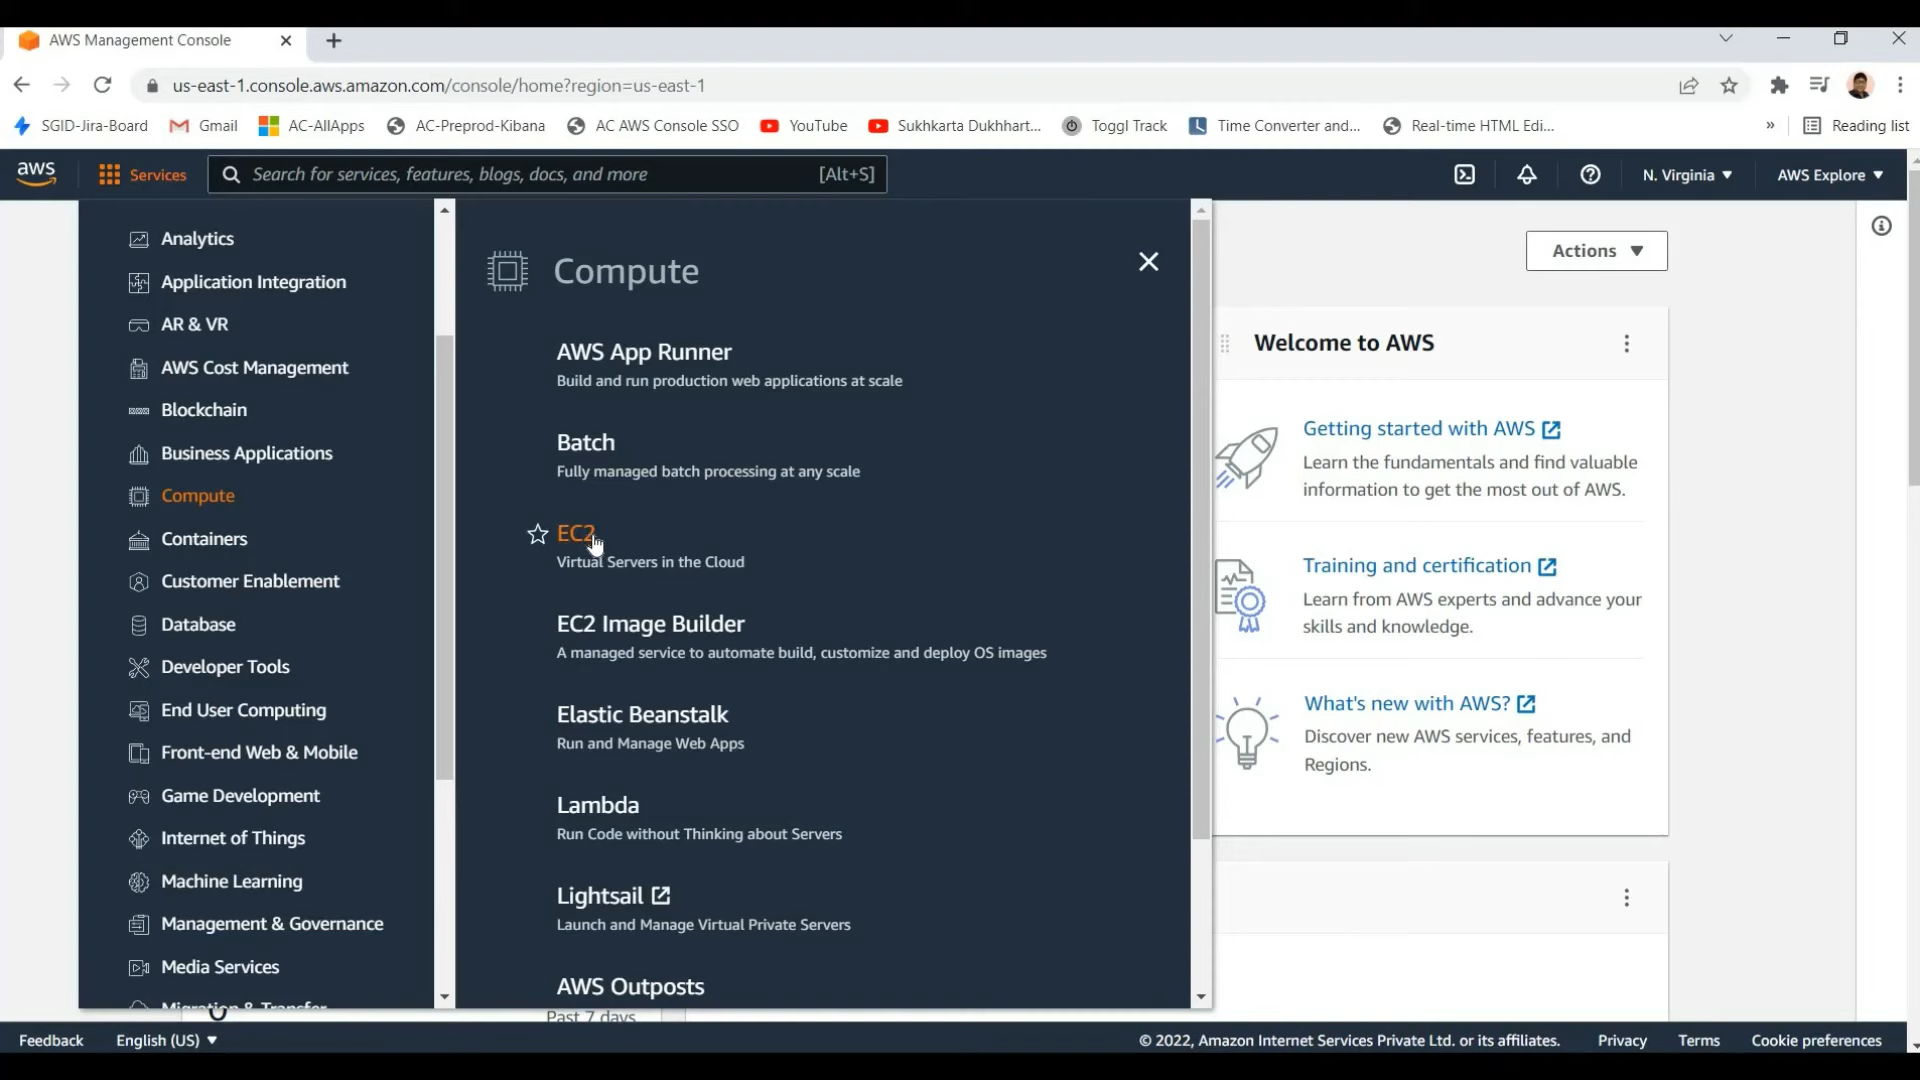 AWS Management Console
us-east-1.console.aws.amazon.com/console/home?region=us-east-1
SGID-Jira-Board Gmail AC-AllApps AC-Preprod-Kibana AC AWS Console SSO YouTube Sukhkarta Dukhhart... Toggl Track Time Converter and... Real-time HTML Edi... » Reading list
aws Services Search for services, features, blogs, docs, and more [Alt+S] N. Virginia AWS Explore
Analytics
Application Integration
AR & VR
AWS Cost Management
Blockchain
Business Applications
Compute
Containers
Customer Enablement
Database
Developer Tools
End User Computing
Front-end Web & Mobile
Game Development
Internet of Things
Machine Learning
Management & Governance
Media Services
Migration & Transfer
Compute
AWS App Runner
Build and run production web applications at scale
Batch
Fully managed batch processing at any scale
EC2
Virtual Servers in the Cloud
EC2 Image Builder
A managed service to automate build, customize and deploy OS images
Elastic Beanstalk
Run and Manage Web Apps
Lambda
Run Code without Thinking about Servers
Lightsail
Launch and Manage Virtual Private Servers
AWS Outposts
Past 7 days
Actions
Welcome to AWS
Getting started with AWS
Learn the fundamentals and find valuable
information to get the most out of AWS.
Training and certification
Learn from AWS experts and advance your
skills and knowledge.
What's new with AWS?
Discover new AWS services, features, and
Regions.
Feedback English (US) © 2022, Amazon Internet Services Private Ltd. or its affiliates. Privacy Terms Cookie preferences